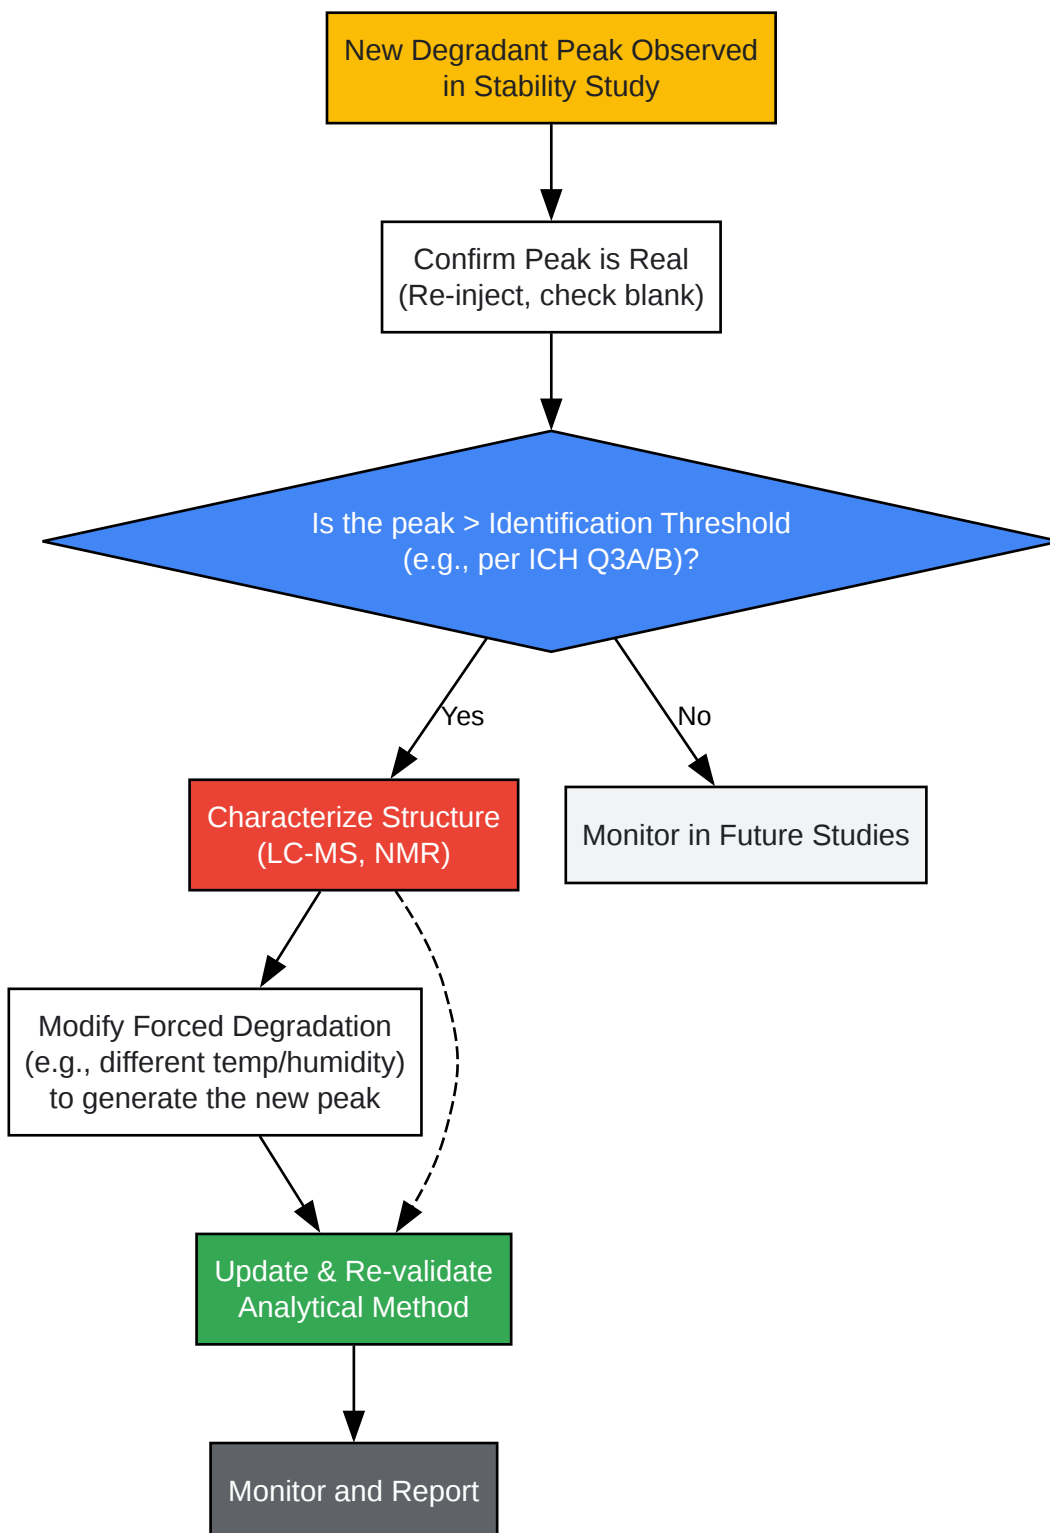 New Degradant Peak Observed
in Stability Study
Confirm Peak is Real
(Re-inject, check blank)
Is the peak > Identification Threshold
(e.g., per ICH Q3A/B)?
Yes
No
Characterize Structure
(LC-MS, NMR)
Monitor in Future Studies
Modify Forced Degradation
(e.g., different temp/humidity)
to generate the new peak
Update & Re-validate
Analytical Method
Monitor and Report